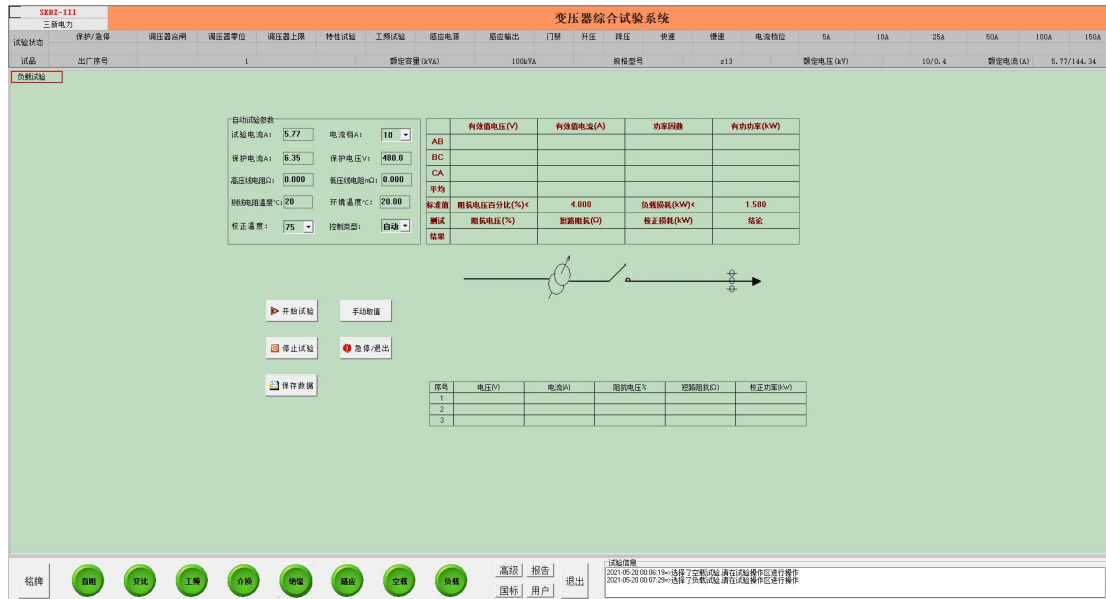 SXBZ-III
三新电力
变压器综合试验系统
试验状态 保护/急停 调压器合闸 调压器零位 调压器上限 特性试验 工频试验 感应电源 感应输出 门禁 升压 降压 快速 慢速 电流档位 5A 10A 25A 50A 100A 150A
试品 出厂序号 1 额定容量(kVA) 100kVA 规格型号 s13 额定电压(kV) 10/0.4 额定电流(A) 5.77/144.34
负载试验
自动试验参数
试验电流A: 5.77 电流档A: 10
保护电流A: 6.35 保护电压V: 480.0
高压线电阻Ω: 0.000 低压线电阻mΩ: 0.000
测线电阻温度℃: 20 环境温度℃: 20.00
校正温度: 75 控制类型: 自动
有效值电压(V) 有效值电流(A) 功率因数 有功功率(kW)
AB
BC
CA
平均
标准值 阻抗电压百分比(%)< 4.000 负载损耗(kW)< 1.580
测试 阻抗电压(%) 短路阻抗(Ω) 校正损耗(kW) 结论
结果
开始试验 手动取值
停止试验 急停/退出
保存数据
序号 电压(V) 电流(A) 阻抗电压% 短路阻抗(Ω) 校正功率(kW)
1
2
3
铭牌 直阻 变比 工频 介损 绝缘 感应 空载 负载 高级 报告 国标 用户 退出
试验信息
2021-05-20 00:06:19=>选择了空载试验,请在试验操作区进行操作
2021-05-20 00:07:29=>选择了负载试验,请在试验操作区进行操作